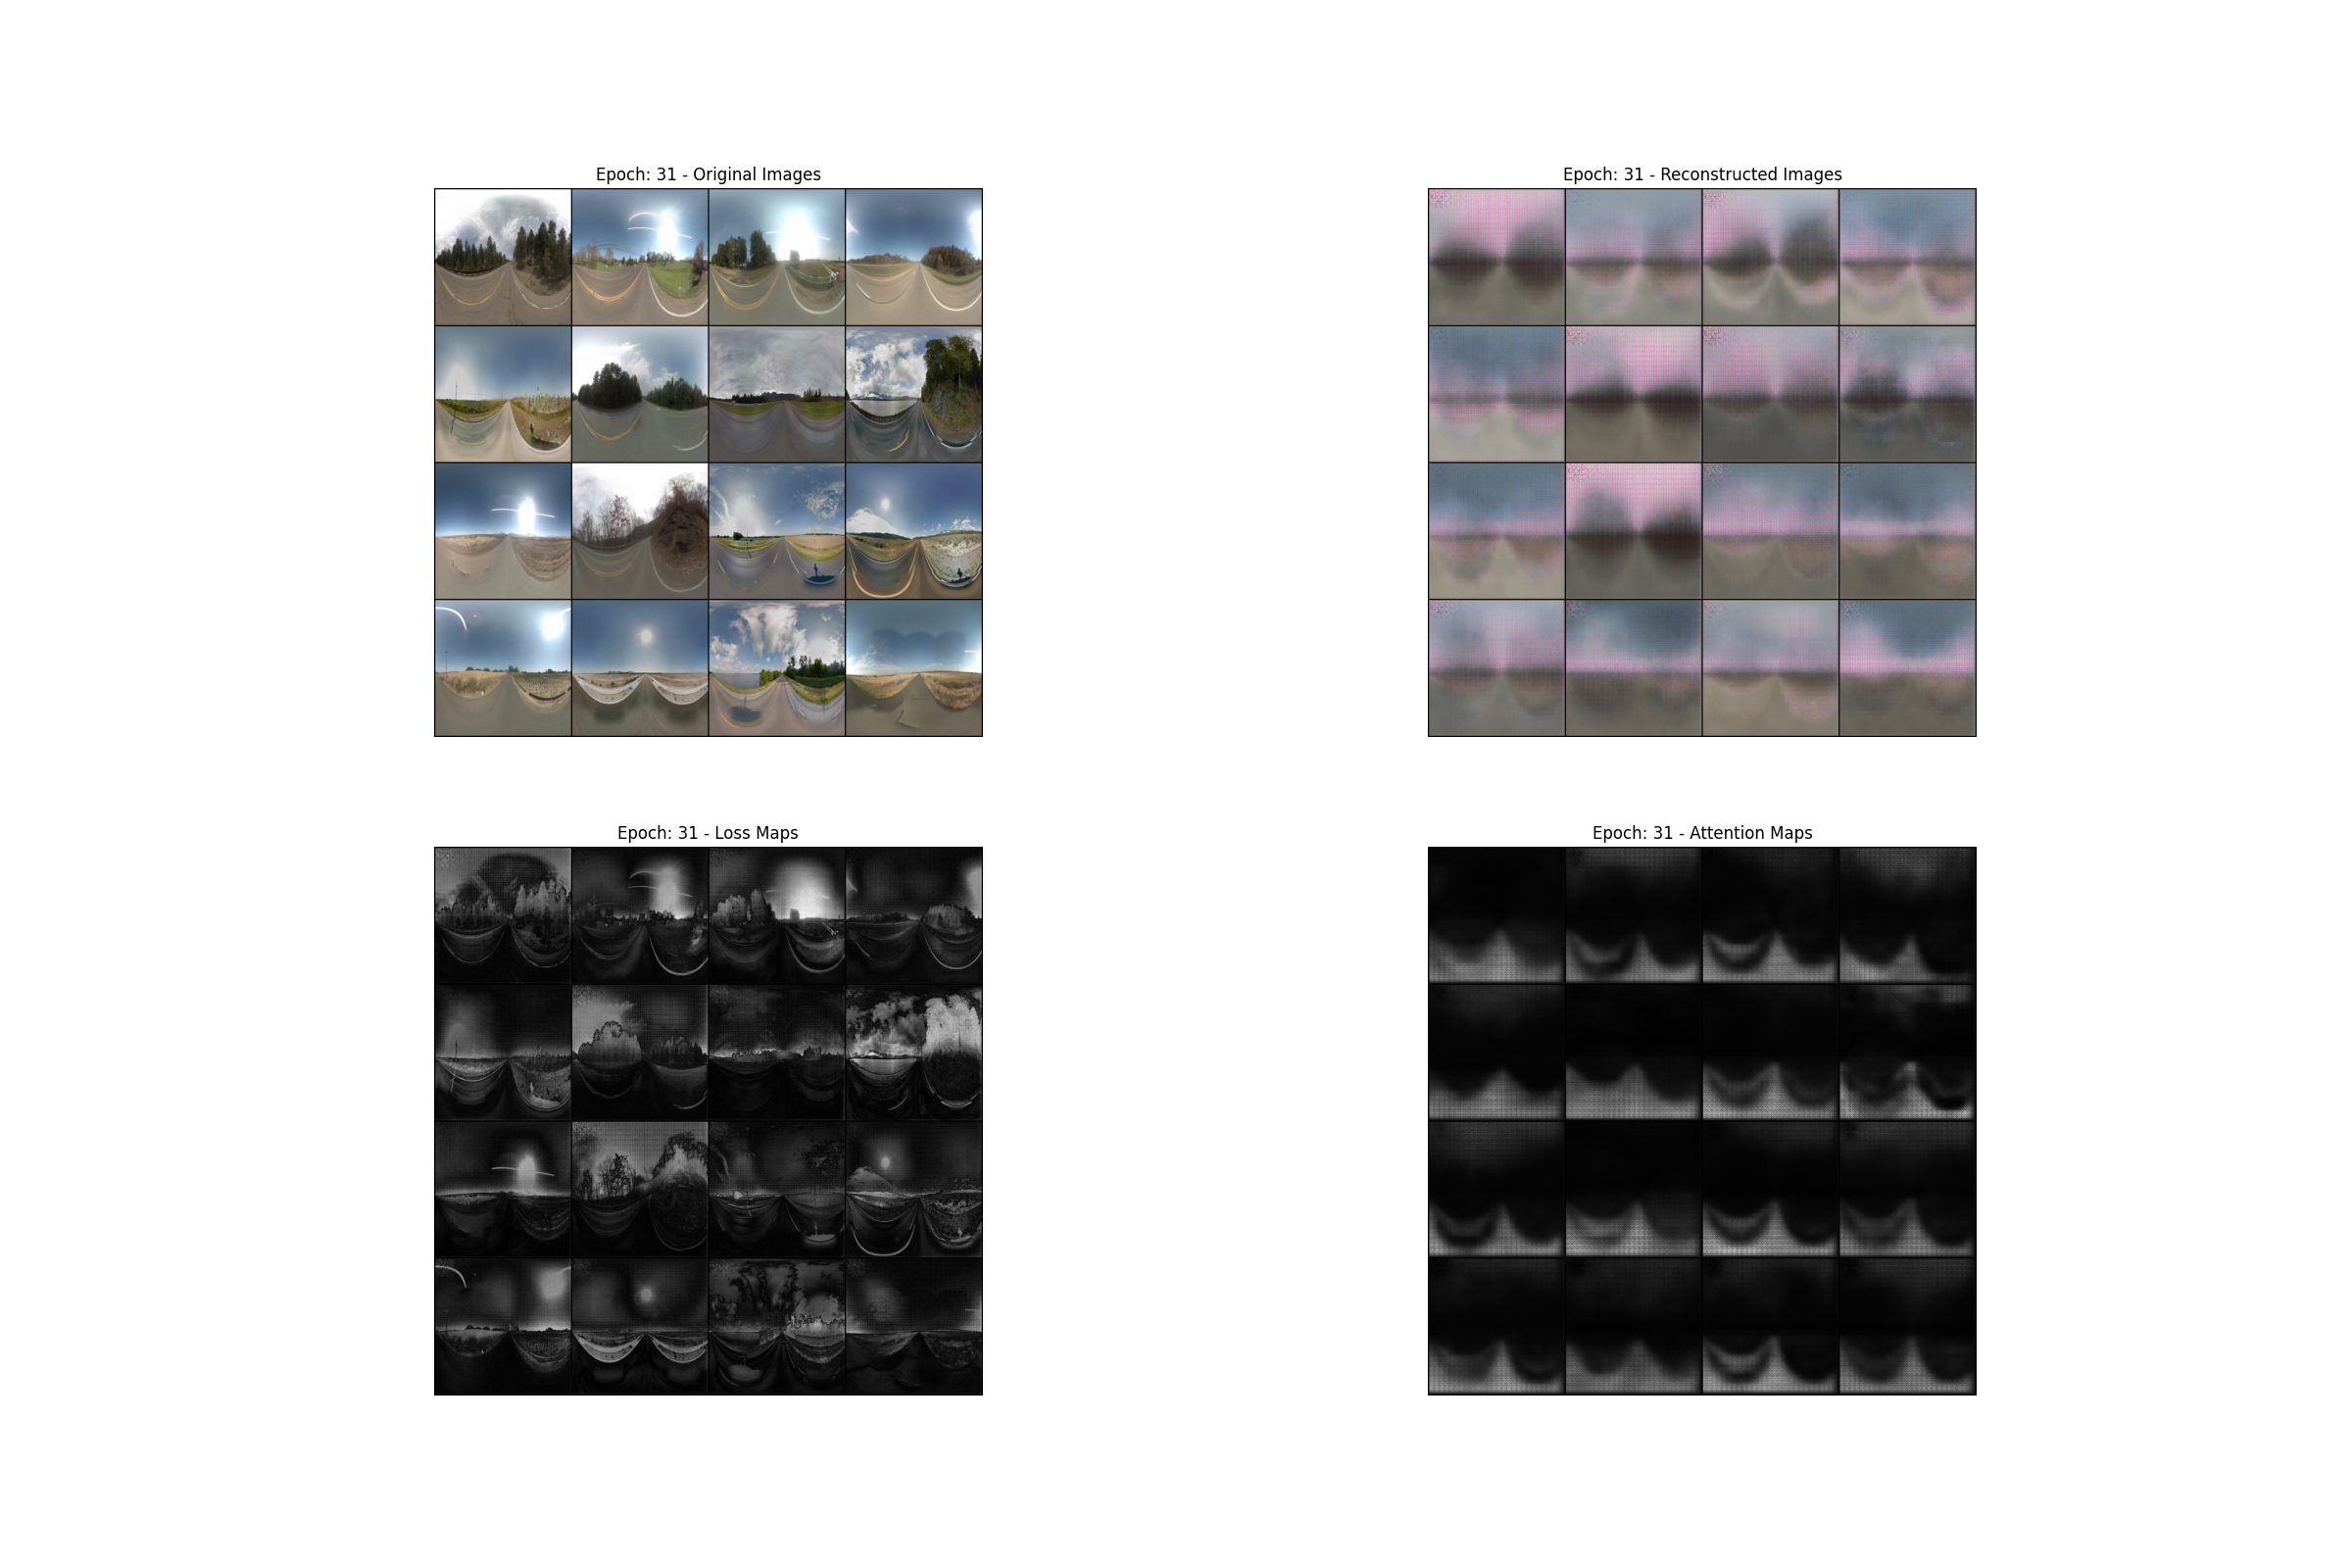 Epoch: 31 - Original Images
Epoch: 31 - Reconstructed Images
Epoch: 31 - Loss Maps
Epoch: 31 - Attention Maps